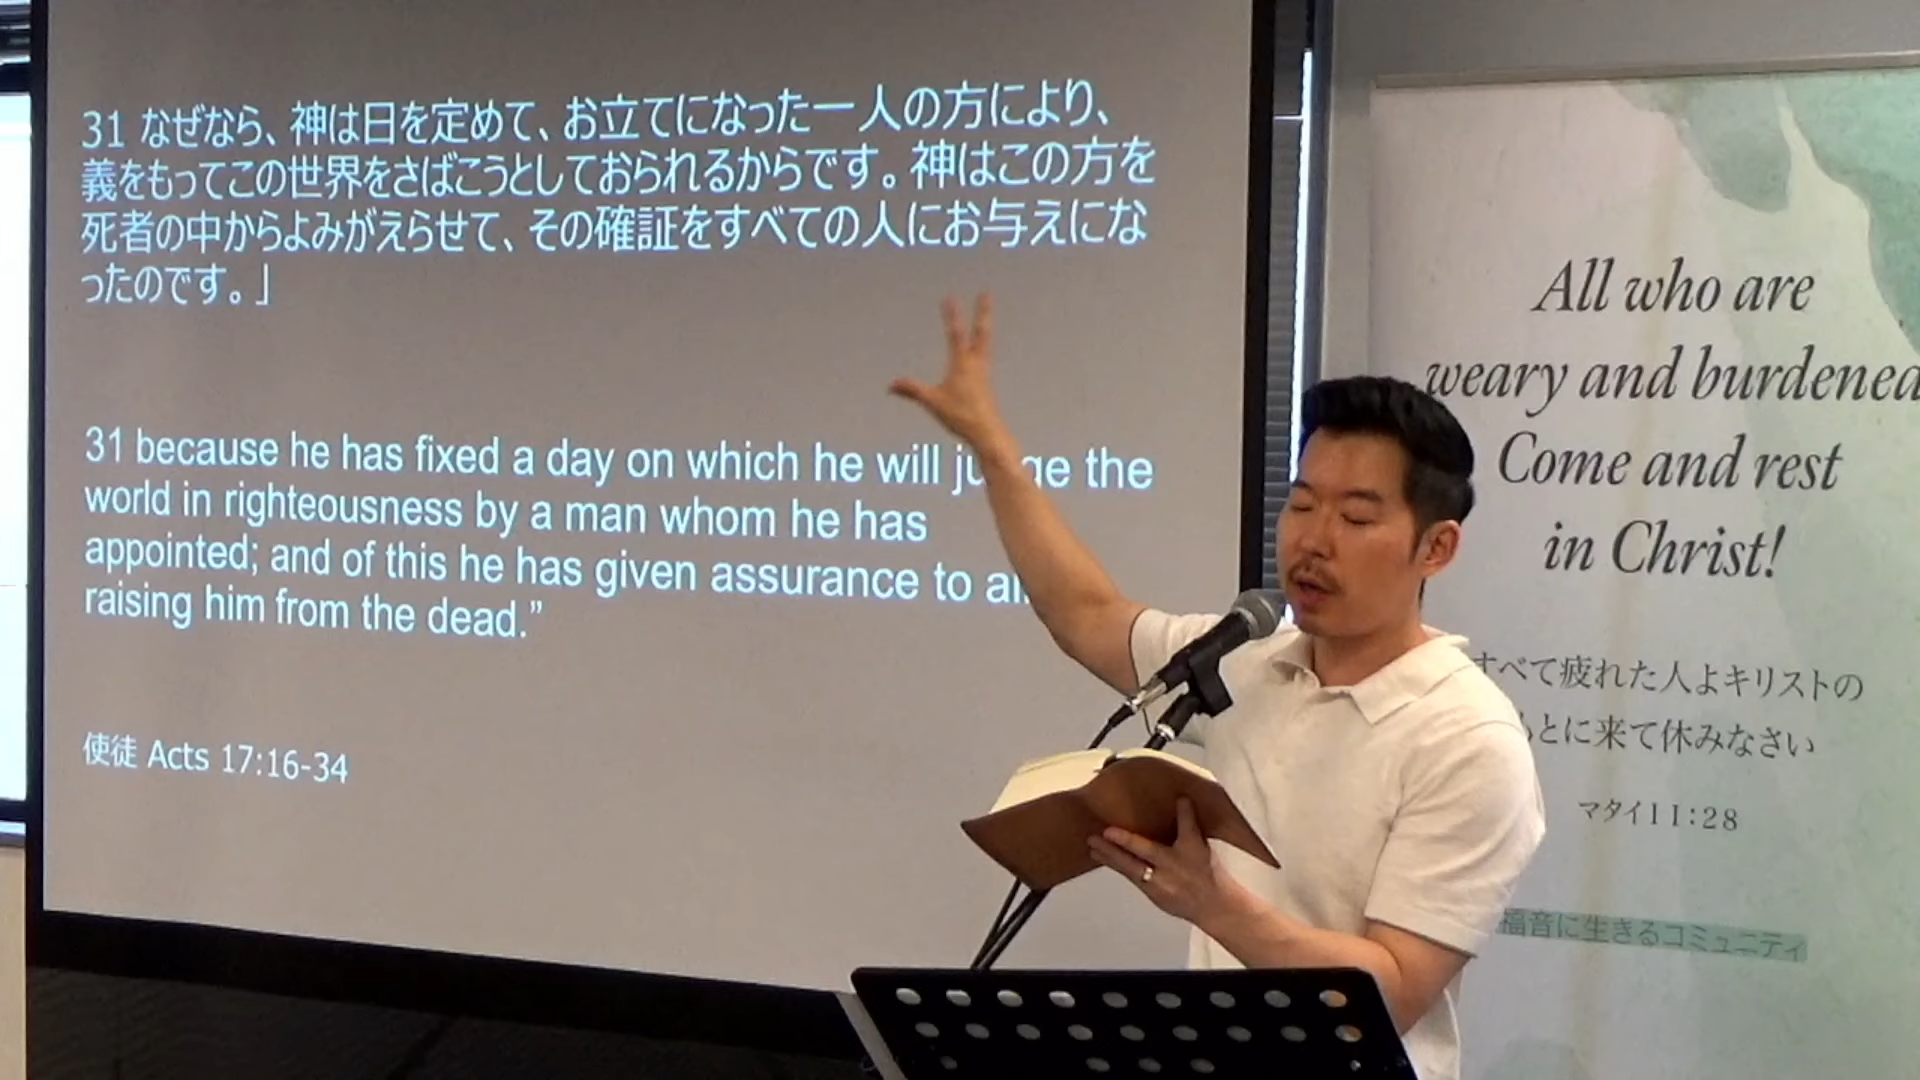 31 なぜなら、神は日を定めて、お立てになった一人の方により、
義をもってこの世界をさばこうとしておられるからです。神はこの方を
死者の中からよみがえらせて、その確証をすべての人にお与えにな
ったのです。」
31 because he has fixed a day on which he will the
world in righteousness by a man whom he has
appointed; and of this he has given assurance to
raising him from the dead.”
使徒 Acts 17:16-34
All who are
weary and burdened
Come and rest
in Christ!
すべて疲れた人よキリストの
とに来て休みなさい
マタイ11:28
福音に生きるコミュニティ